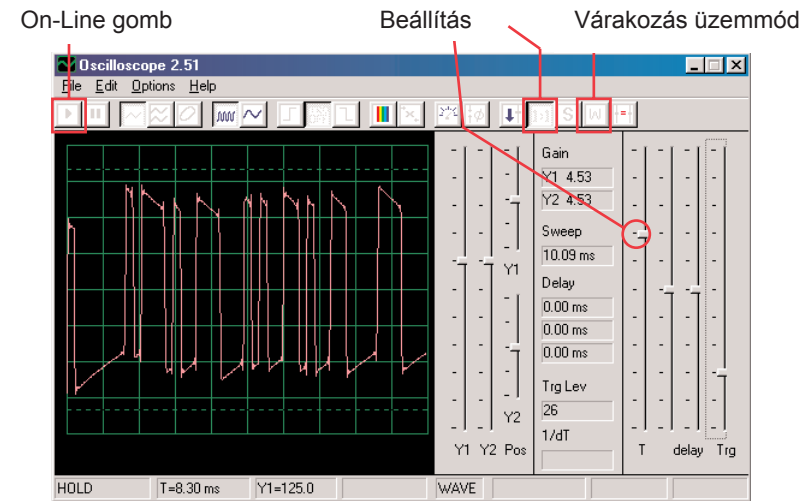 On-Line gomb Beállítás Várakozás üzemmód
Oscilloscope 2.51
File Edit Options Help
Gain
Y1 4.53
Y2 4.53
Sweep
10.09 ms
Y1
Delay
0.00 ms
0.00 ms
0.00 ms
Trg Lev
26
Y2
1/dT
Y1 Y2 Pos T delay Trg
HOLD T=8.30 ms Y1=125.0 WAVE